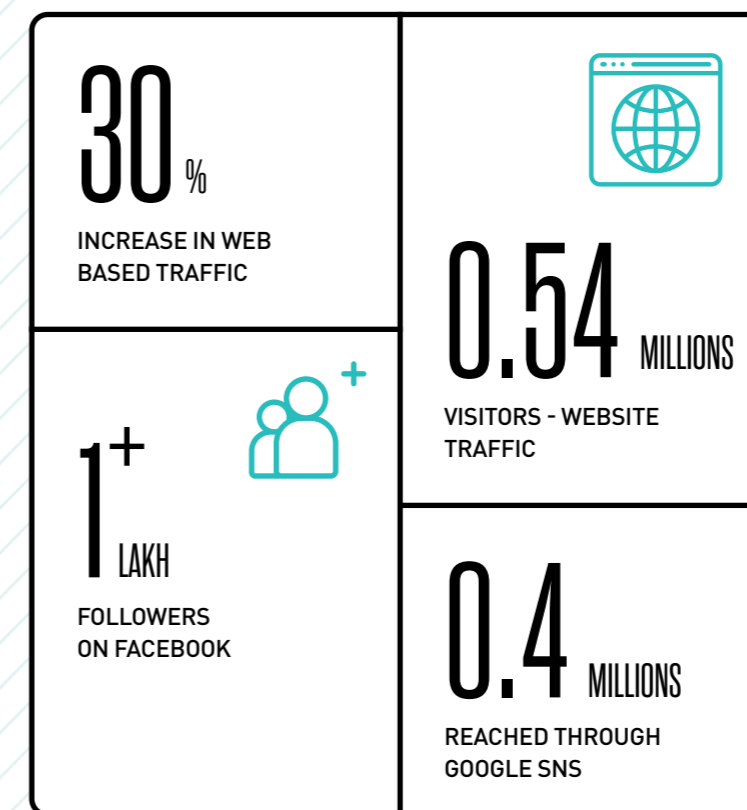 30 %
INCREASE IN WEB
BASED TRAFFIC
0.54 MILLIONS
VISITORS - WEBSITE
TRAFFIC
1+ LAKH
FOLLOWERS
ON FACEBOOK
0.4 MILLIONS
REACHED THROUGH
GOOGLE SNS